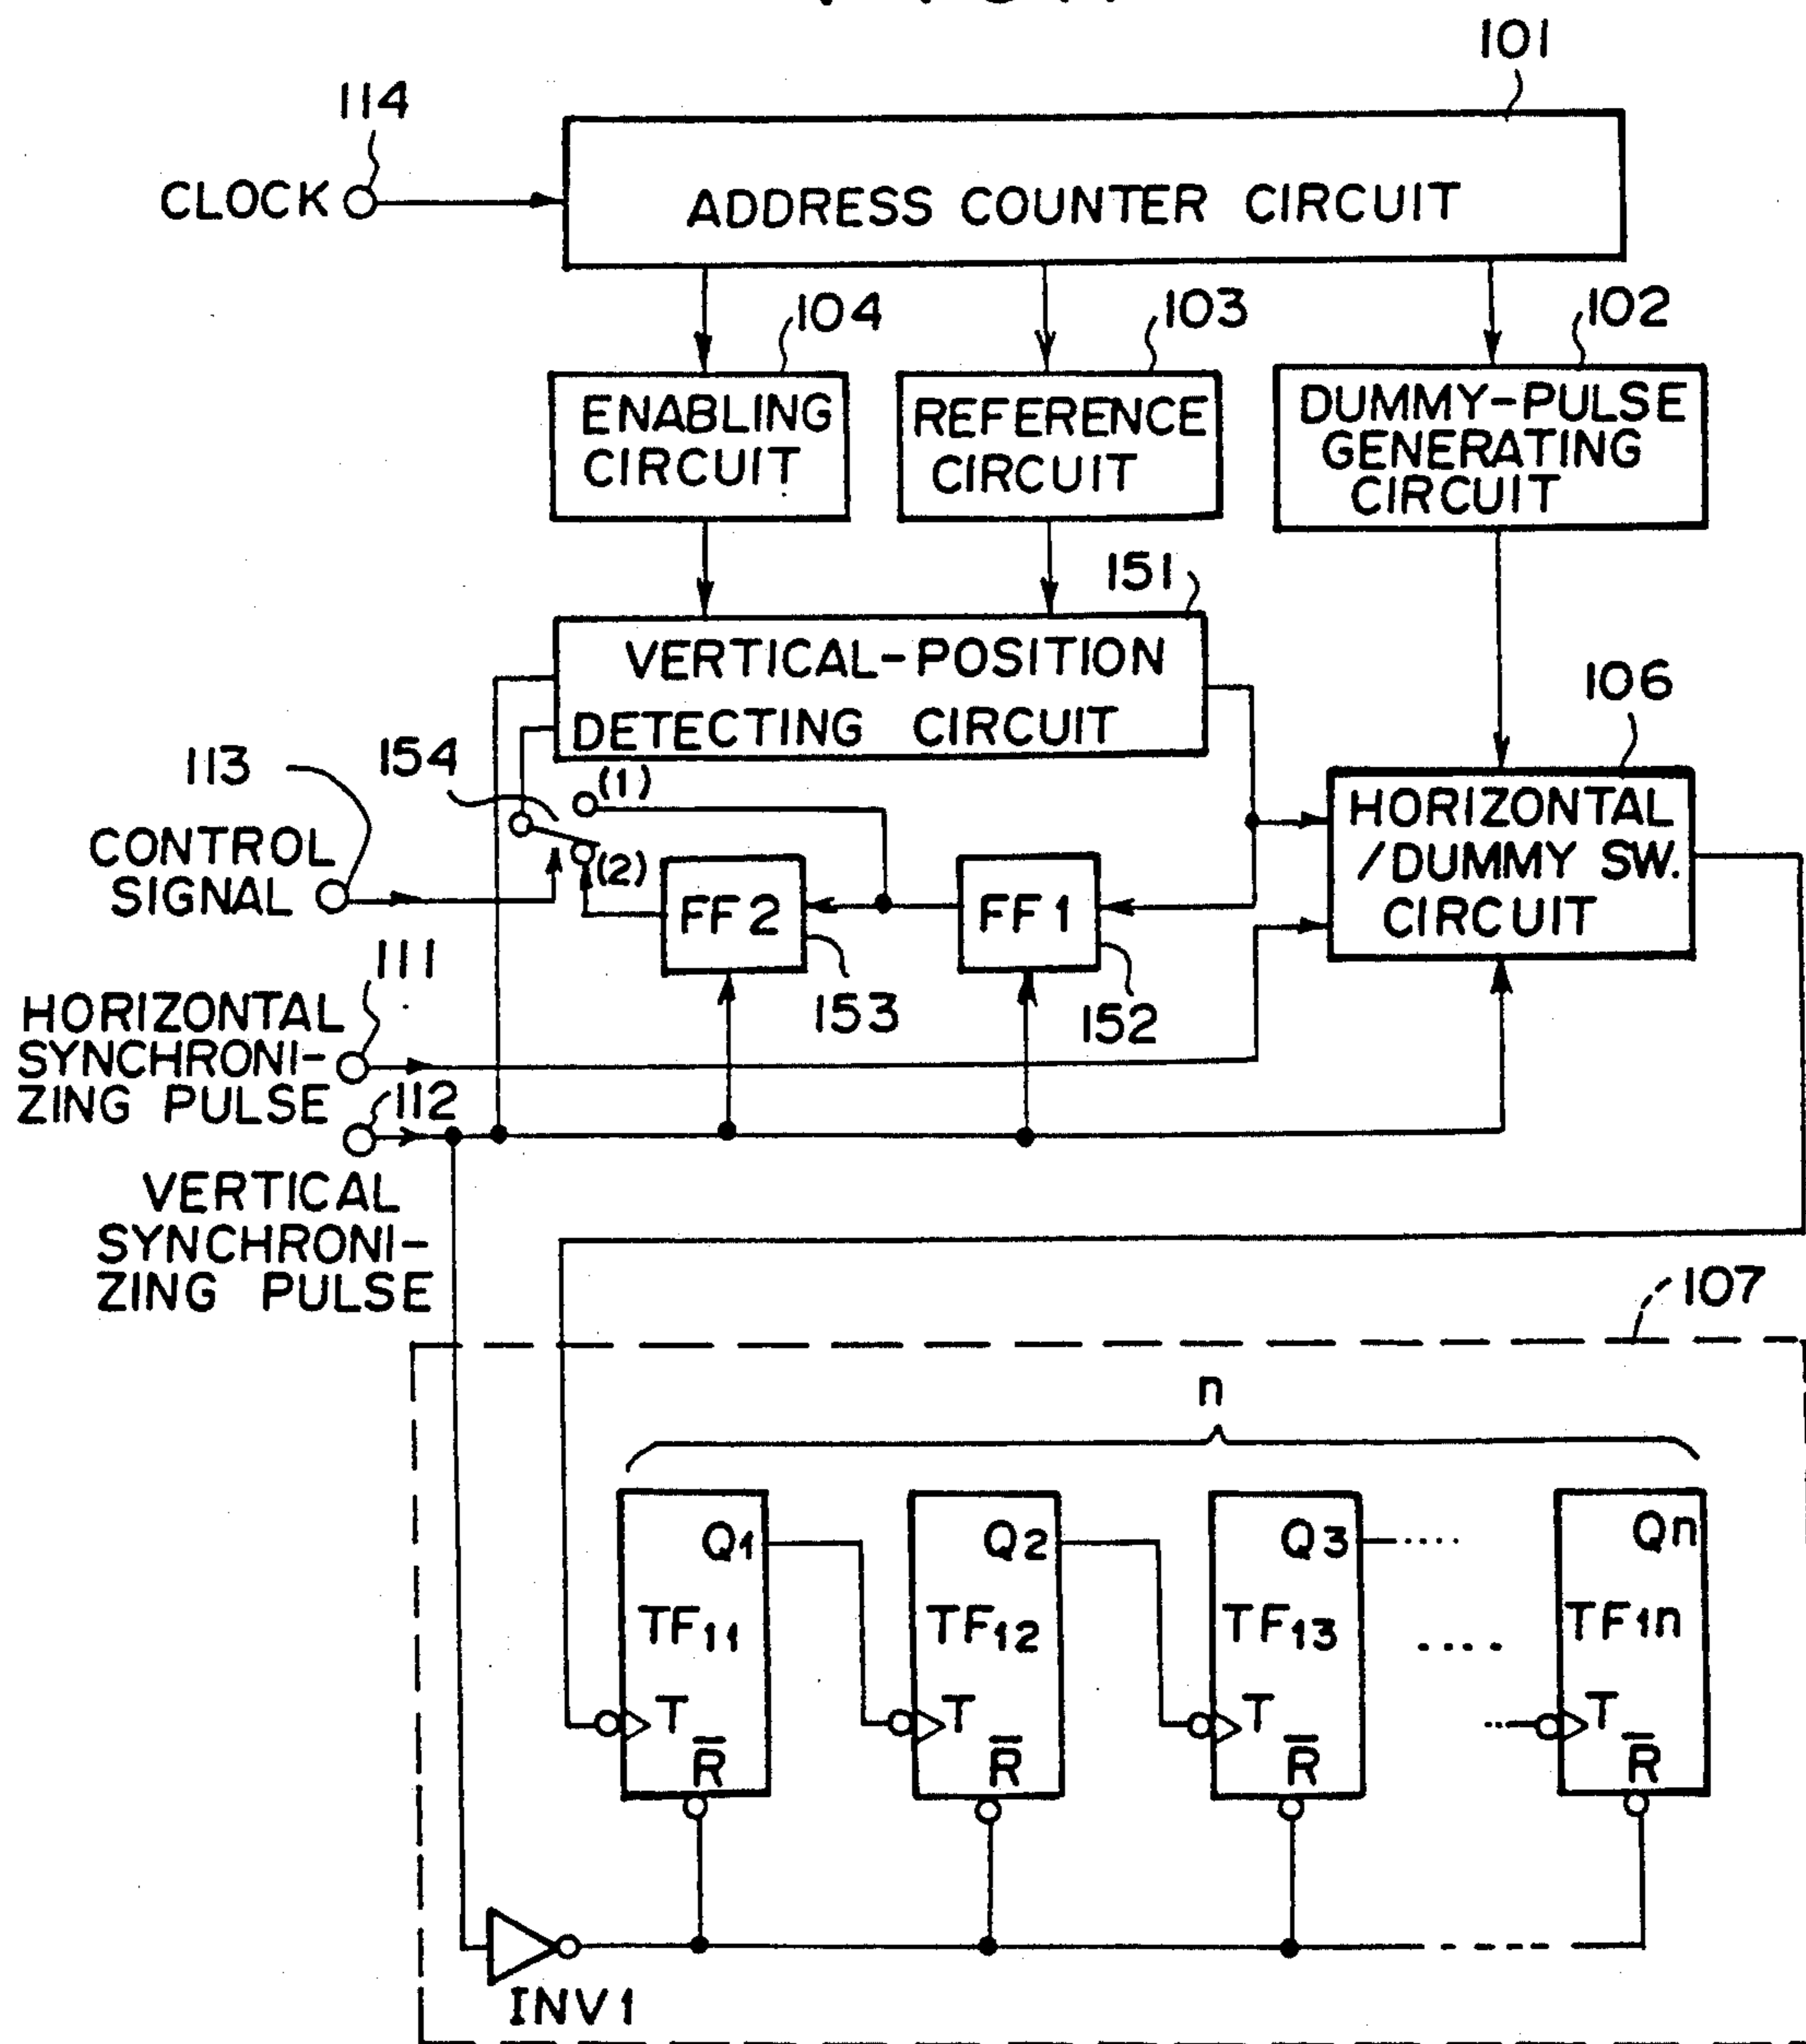 101
114
CLOCK
ADDRESS COUNTER CIRCUIT
104
103
102
ENABLING
CIRCUIT
REFERENCE
CIRCUIT
DUMMY-PULSE
GENERATING
CIRCUIT
151
VERTICAL-POSITION
DETECTING CIRCUIT
106
113
154
(1)
CONTROL
SIGNAL
(2)
FF2
FF1
HORIZONTAL
/DUMMY SW.
CIRCUIT
111
153
152
HORIZONTAL
SYNCHRONI-
ZING PULSE
112
VERTICAL
SYNCHRONI-
ZING PULSE
107
n
Q1
Q2
Q3
Qn
TF11
TF12
TF13
TF1n
T
T
T
T
R̅
R̅
R̅
R̅
INV1